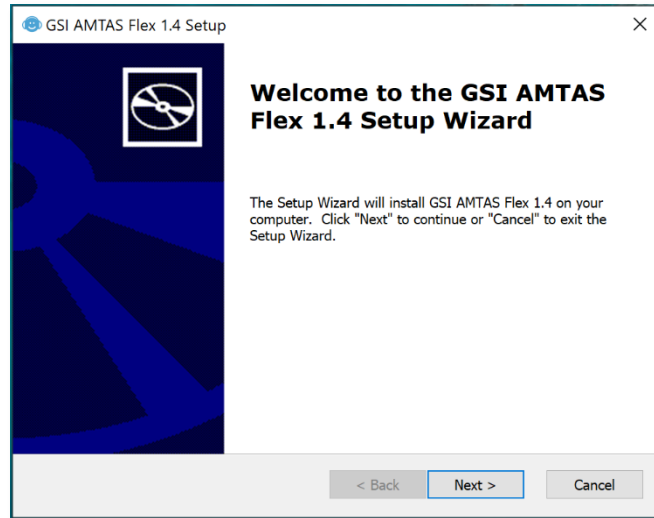 GSI AMTAS Flex 1.4 Setup
Welcome to the GSI AMTAS
Flex 1.4 Setup Wizard
The Setup Wizard will install GSI AMTAS Flex 1.4 on your
computer.  Click "Next" to continue or "Cancel" to exit the
Setup Wizard.
< Back
Next >
Cancel